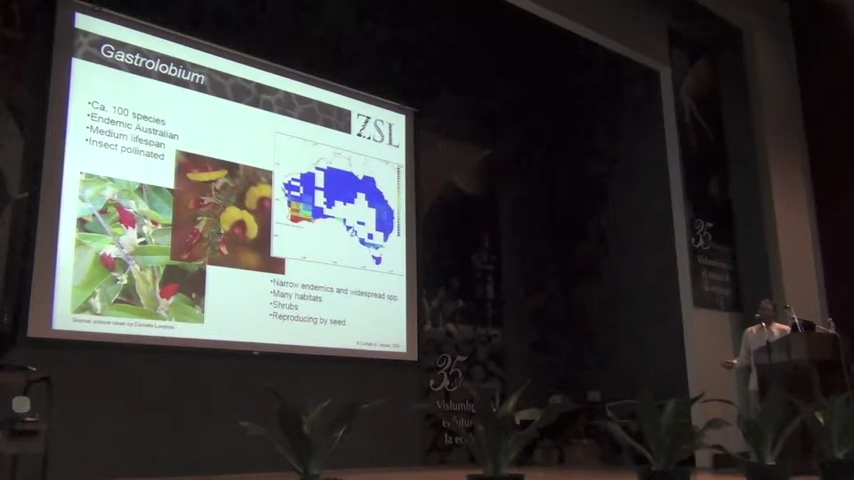 Gastrolobium
•Ca. 100 species
•Endemic Australian
•Medium lifespan
•Insect pollinated
ZSL
•Narrow endemics and widespread spp.
•Many habitats
•Shrubs
•Reproducing by seed
35
35